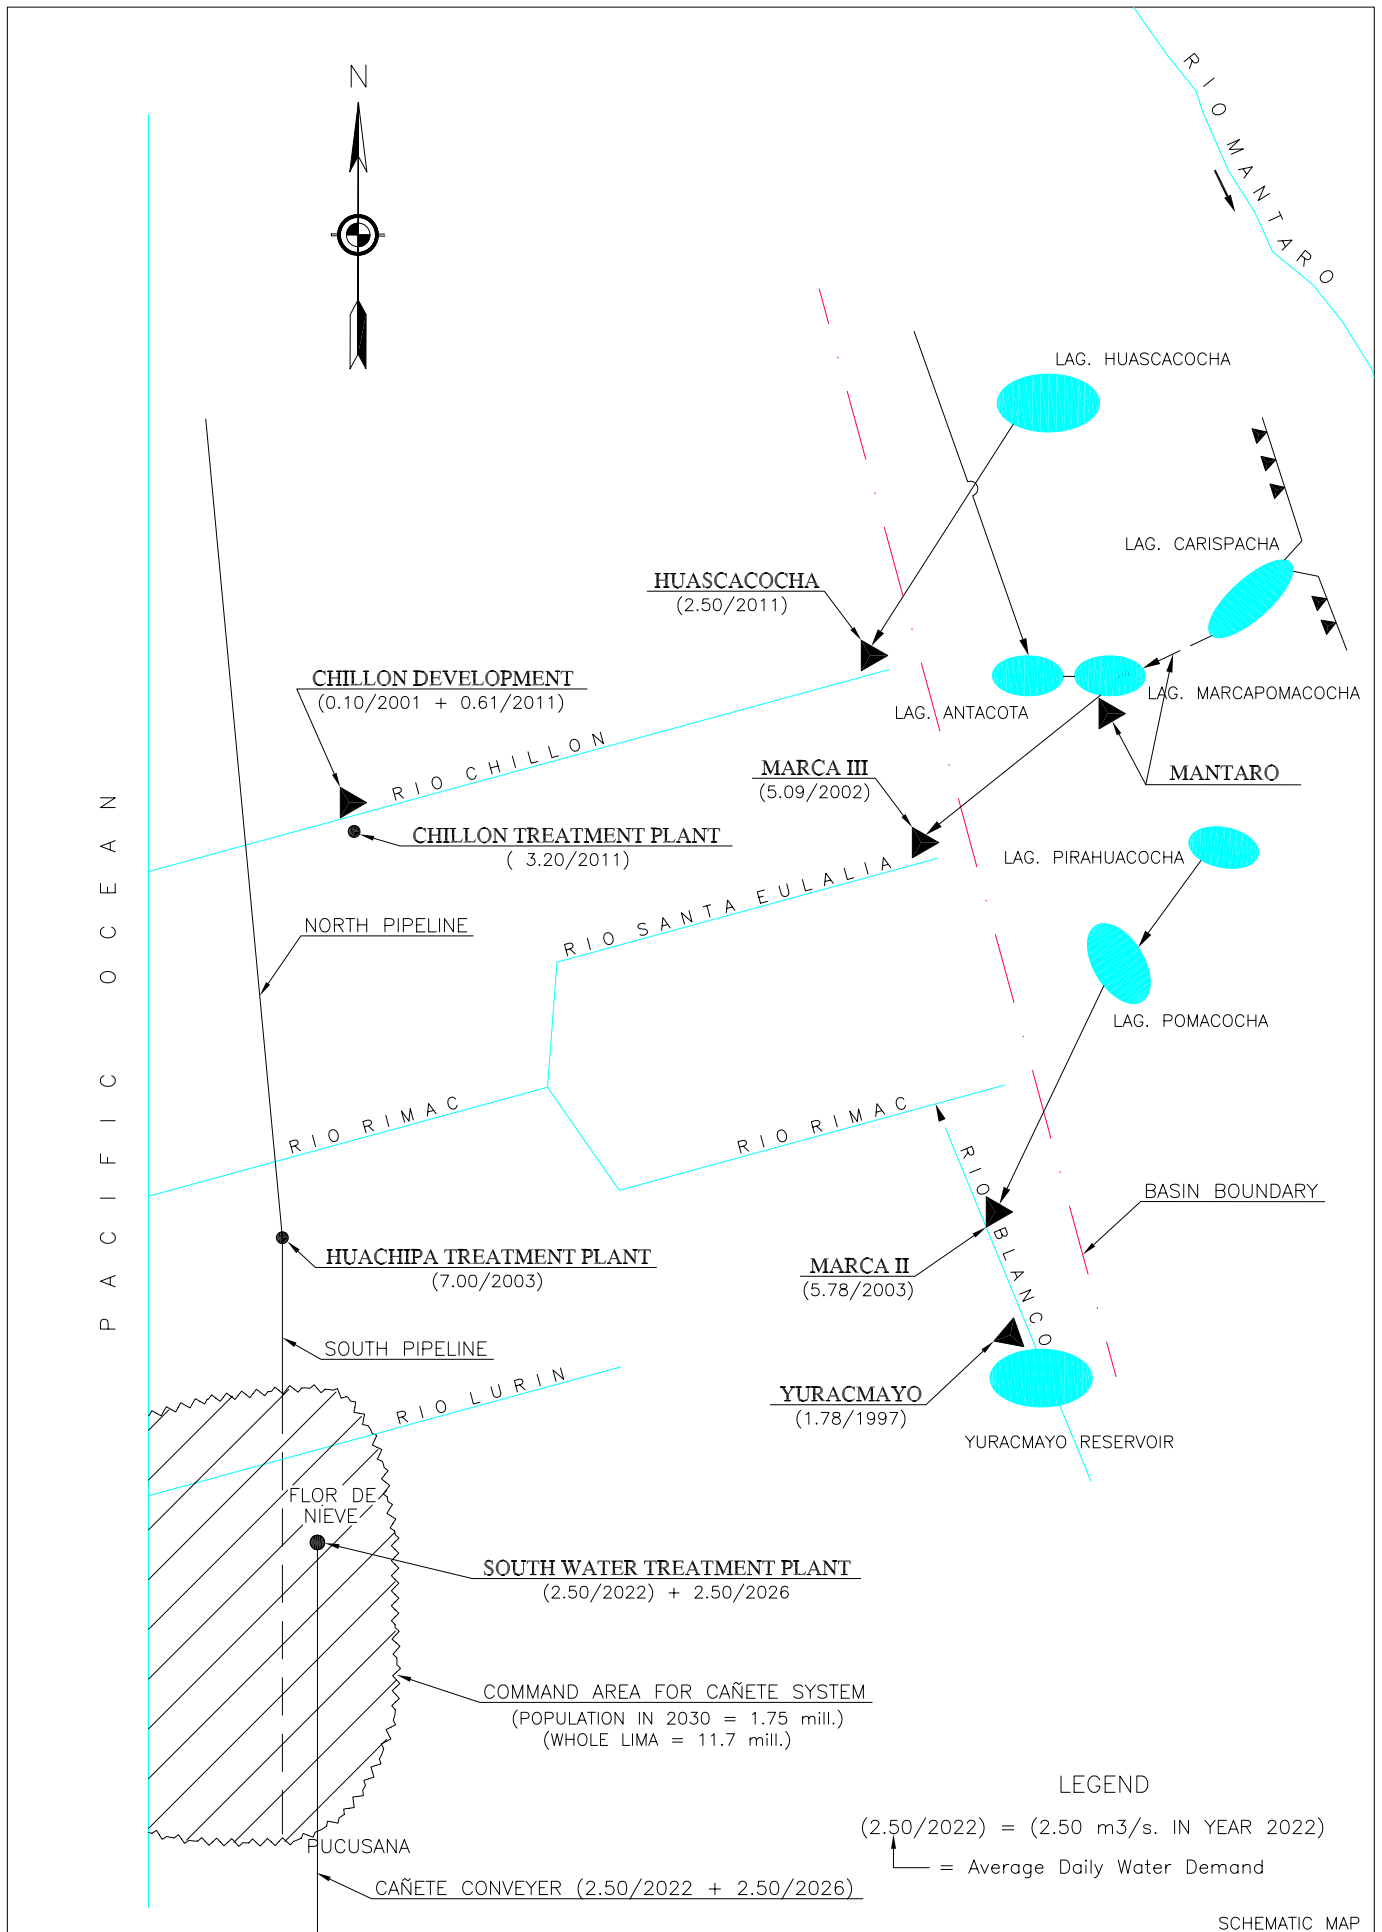 N
RIO MANTARO
LAG. HUASCACOCHA
LAG. CARISPACHA
HUASCACOCHA
(2.50/2011)
CHILLON DEVELOPMENT
(0.10/2001 + 0.61/2011)
LAG. MARCAPOMACOCHA
LAG. ANTACOTA
RIO CHILLON
MARCA III
(5.09/2002)
MANTARO
CHILLON TREATMENT PLANT
( 3.20/2011)
LAG. PIRAHUACOCHA
RIO SANTA EULALIA
NORTH PIPELINE
PACIFIC OCEAN
LAG. POMACOCHA
RIO RIMAC
RIO RIMAC
RIO BLANCO
BASIN BOUNDARY
HUACHIPA TREATMENT PLANT
(7.00/2003)
MARCA II
(5.78/2003)
SOUTH PIPELINE
RIO LURIN
YURACMAYO
(1.78/1997)
YURACMAYO RESERVOIR
FLOR DE
NIEVE
SOUTH WATER TREATMENT PLANT
(2.50/2022) + 2.50/2026
COMMAND AREA FOR CAÑETE SYSTEM
(POPULATION IN 2030 = 1.75 mill.)
(WHOLE LIMA = 11.7 mill.)
LEGEND
(2.50/2022) = (2.50 m3/s. IN YEAR 2022)
= Average Daily Water Demand
PUCUSANA
CAÑETE CONVEYER (2.50/2022 + 2.50/2026)
SCHEMATIC MAP